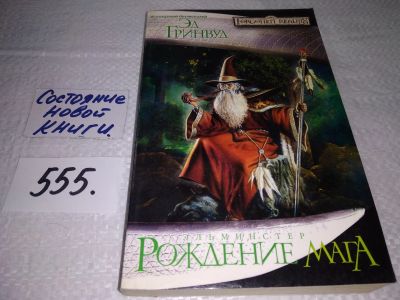 FORGOTTEN REALMS
Эд
Гринвуд
Состояние
новой
книги.
555.
ЭЛЬМИНСТЕР
РОЖДЕНИЕ МАГА